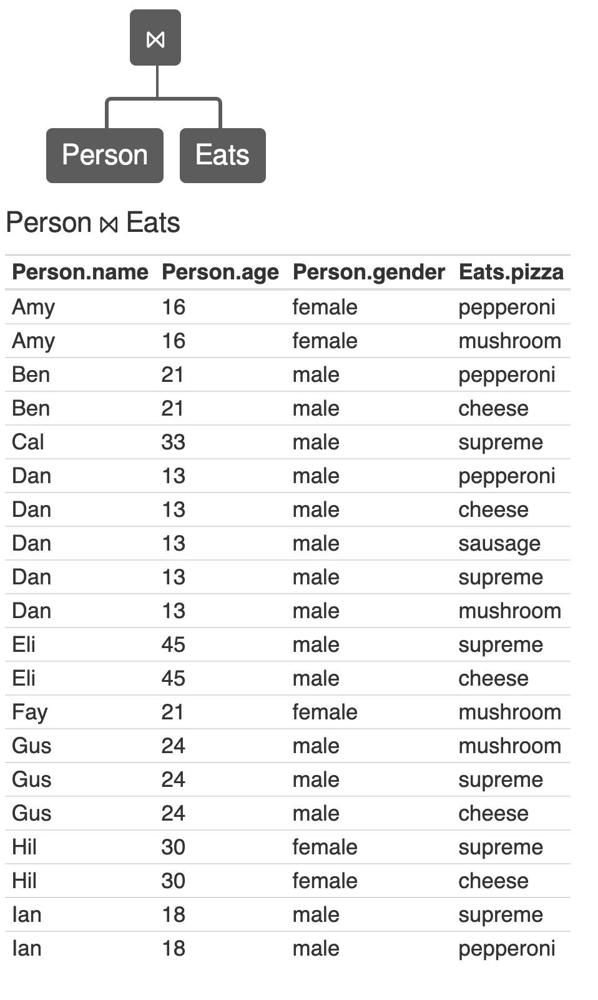 ⋈
Person Eats
Person ⋈ Eats
Person.name Person.age Person.gender Eats.pizza
Amy 16 female pepperoni
Amy 16 female mushroom
Ben 21 male pepperoni
Ben 21 male cheese
Cal 33 male supreme
Dan 13 male pepperoni
Dan 13 male cheese
Dan 13 male sausage
Dan 13 male supreme
Dan 13 male mushroom
Eli 45 male supreme
Eli 45 male cheese
Fay 21 female mushroom
Gus 24 male mushroom
Gus 24 male supreme
Gus 24 male cheese
Hil 30 female supreme
Hil 30 female cheese
Ian 18 male supreme
Ian 18 male pepperoni